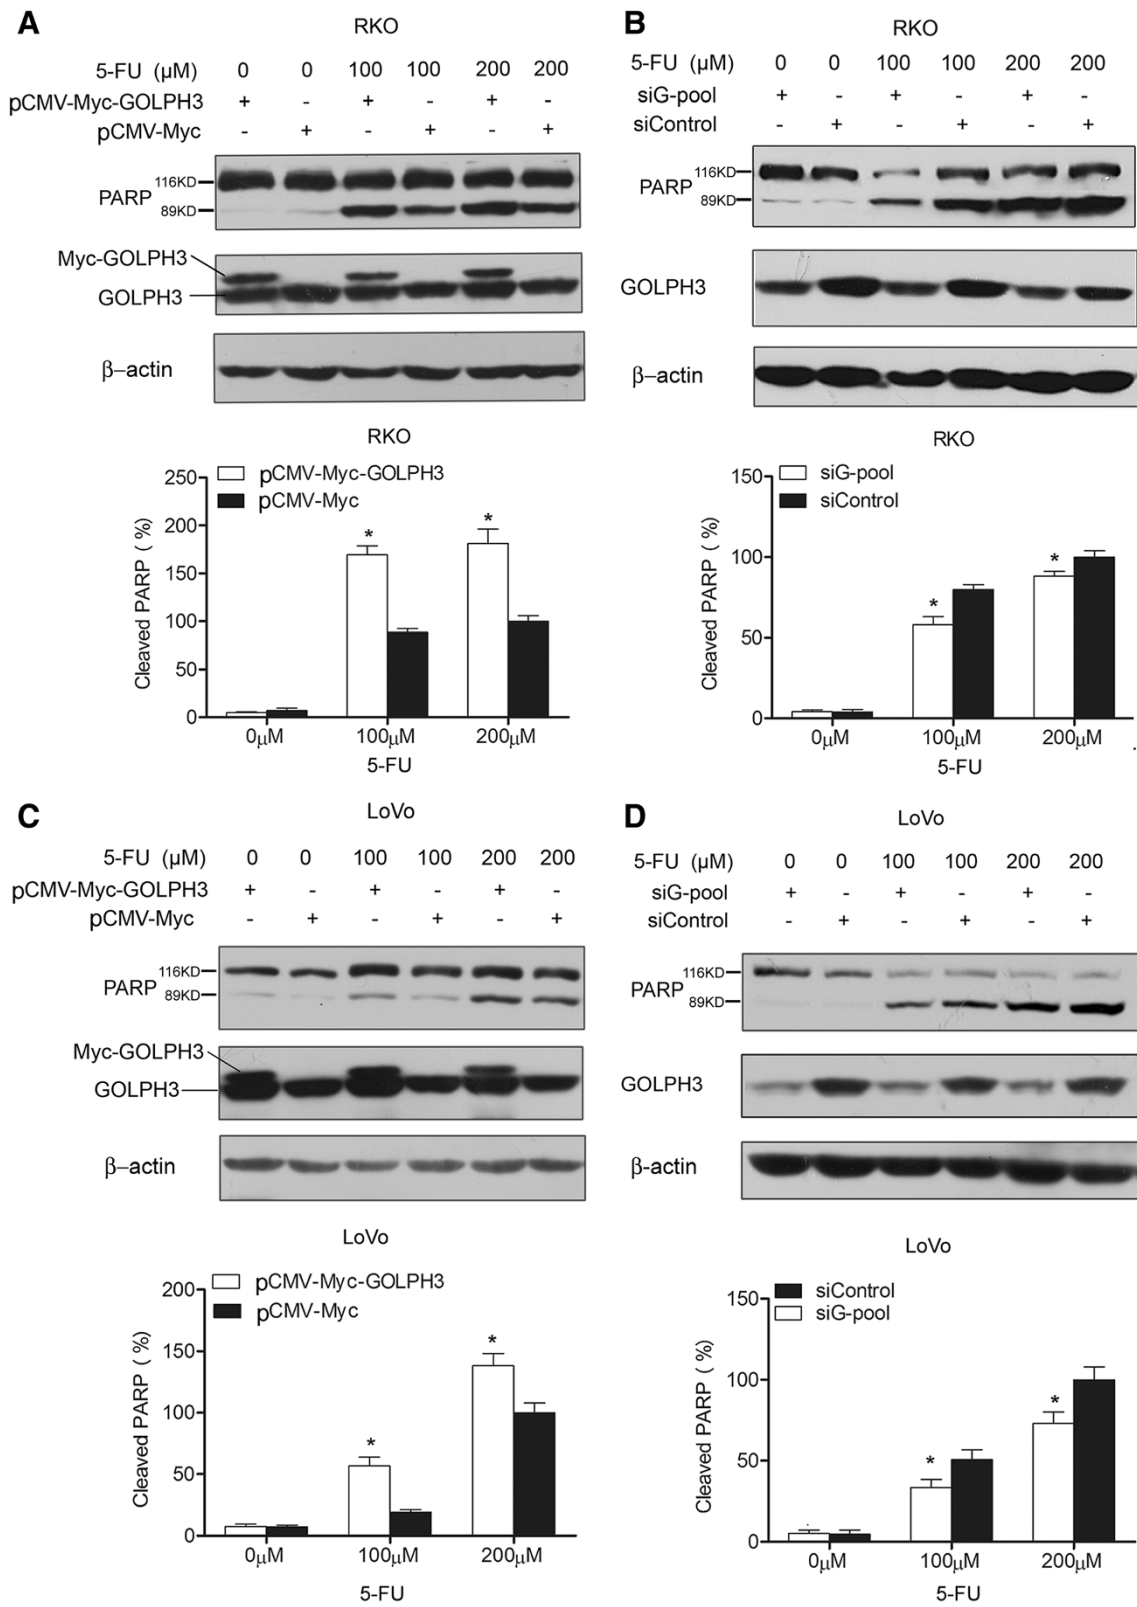 A
RKO
5-FU (μM) 0 0 100 100 200 200
pCMV-Myc-GOLPH3 + - + - + -
pCMV-Myc - + - + - +
PARP
116KD
89KD
Myc-GOLPH3
GOLPH3
β-actin
RKO
pCMV-Myc-GOLPH3
pCMV-Myc
Cleaved PARP ( %)
250
200
150
100
50
0
* *
0μM 100μM 200μM
5-FU
B
RKO
5-FU (μM) 0 0 100 100 200 200
siG-pool + - + - + -
siControl - + - + - +
PARP
116KD
89KD
GOLPH3
β-actin
RKO
siG-pool
siControl
Cleaved PARP ( %)
150
100
50
0
* *
0μM 100μM 200μM
5-FU
C
LoVo
5-FU (μM) 0 0 100 100 200 200
pCMV-Myc-GOLPH3 + - + - + -
pCMV-Myc - + - + - +
PARP
116KD
89KD
Myc-GOLPH3
GOLPH3
β-actin
LoVo
pCMV-Myc-GOLPH3
pCMV-Myc
Cleaved PARP ( %)
200
150
100
50
0
* *
0μM 100μM 200μM
5-FU
D
LoVo
5-FU (μM) 0 0 100 100 200 200
siG-pool + - + - + -
siControl - + - + - +
PARP
116KD
89KD
GOLPH3
β-actin
LoVo
siControl
siG-pool
Cleaved PARP ( %)
150
100
50
0
* *
0μM 100μM 200μM
5-FU